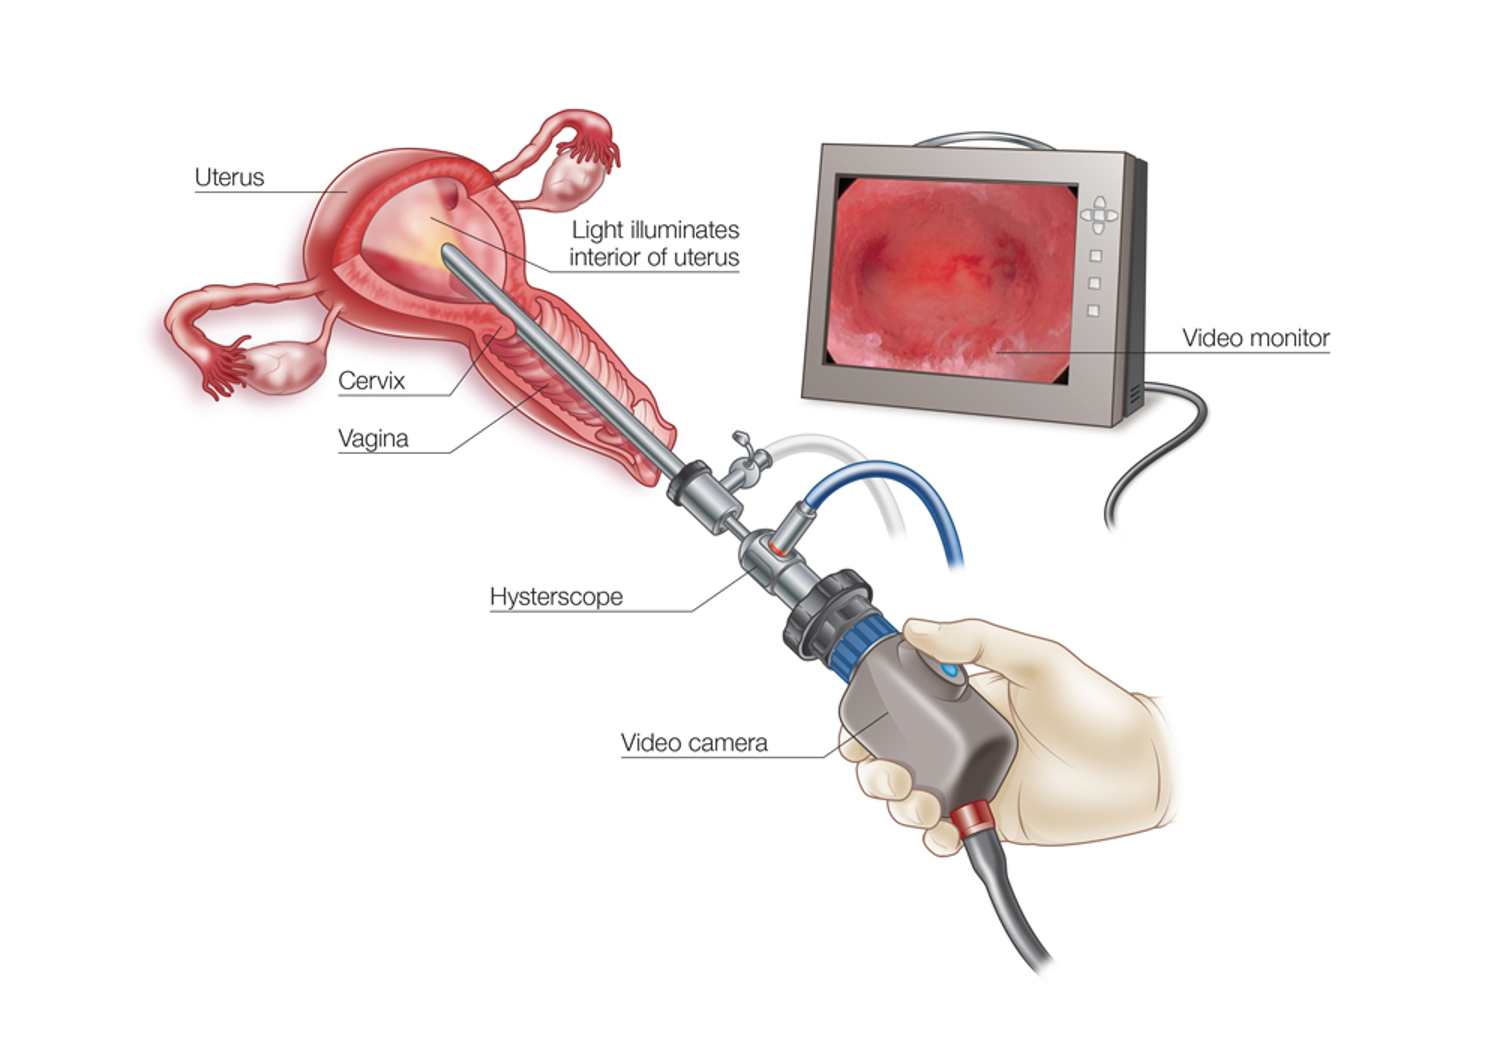 Uterus
Light illuminates
interior of uterus
Video monitor
Cervix
Vagina
Hysterscope
Video camera